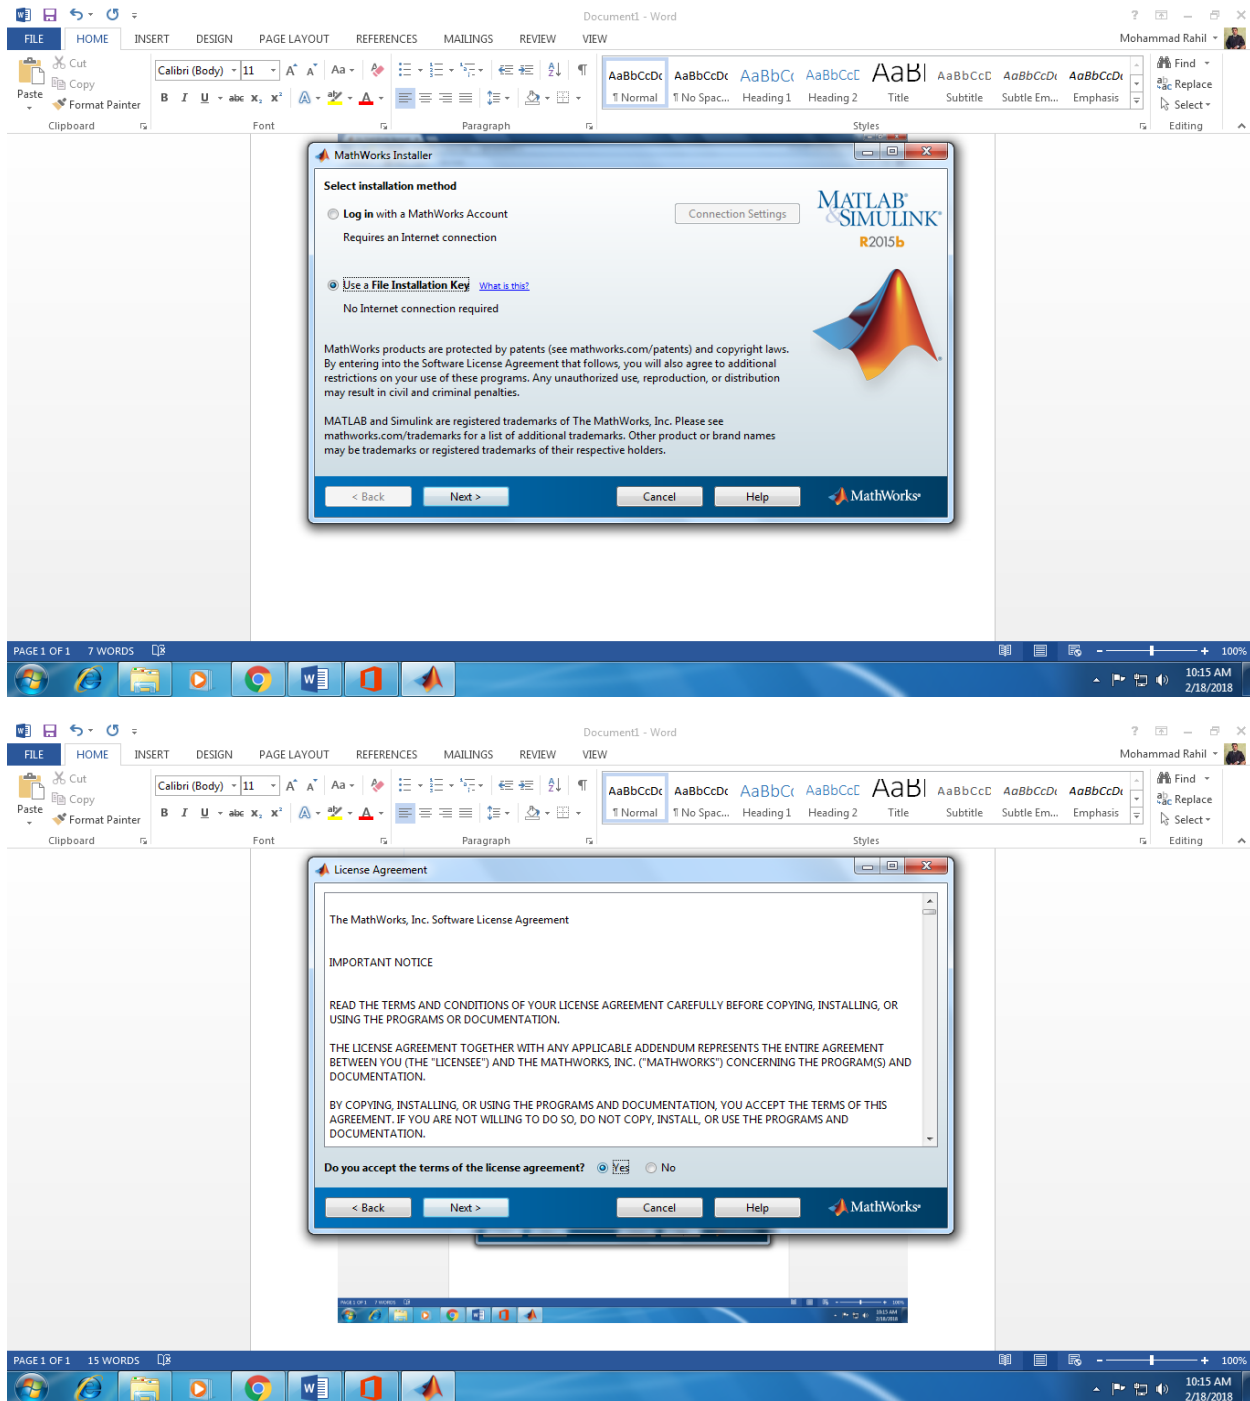 Document1 - Word
FILE HOME INSERT DESIGN PAGE LAYOUT REFERENCES MAILINGS REVIEW VIEW Mohammad Rahil
Paste Cut Copy Format Painter
Calibri (Body) 11 Aa
B I U abc X₂ X² A
AaBbCcDc AaBbCcDc AaBbC AaBbCcE AaBl AaBbCcD AaBbCcDc AaBbCcDc
¶ Normal ¶ No Spac... Heading 1 Heading 2 Title Subtitle Subtle Em... Emphasis
Find
Replace
Select
Clipboard Font Paragraph Styles Editing
MathWorks Installer
Select installation method
Log in with a MathWorks Account
Connection Settings
Requires an Internet connection
Use a File Installation Key What is this?
No Internet connection required
MATLAB®
&SIMULINK®
R2015b
MathWorks products are protected by patents (see mathworks.com/patents) and copyright laws.
By entering into the Software License Agreement that follows, you will also agree to additional
restrictions on your use of these programs. Any unauthorized use, reproduction, or distribution
may result in civil and criminal penalties.
MATLAB and Simulink are registered trademarks of The MathWorks, Inc. Please see
mathworks.com/trademarks for a list of additional trademarks. Other product or brand names
may be trademarks or registered trademarks of their respective holders.
< Back Next > Cancel Help MathWorks®
PAGE 1 OF 1 7 WORDS 100%
10:15 AM
2/18/2018
Document1 - Word
FILE HOME INSERT DESIGN PAGE LAYOUT REFERENCES MAILINGS REVIEW VIEW Mohammad Rahil
Paste Cut Copy Format Painter
Calibri (Body) 11 Aa
B I U abc X₂ X² A
AaBbCcDc AaBbCcDc AaBbC AaBbCcE AaBl AaBbCcD AaBbCcDc AaBbCcDc
¶ Normal ¶ No Spac... Heading 1 Heading 2 Title Subtitle Subtle Em... Emphasis
Find
Replace
Select
Clipboard Font Paragraph Styles Editing
License Agreement
The MathWorks, Inc. Software License Agreement
IMPORTANT NOTICE
READ THE TERMS AND CONDITIONS OF YOUR LICENSE AGREEMENT CAREFULLY BEFORE COPYING, INSTALLING, OR
USING THE PROGRAMS OR DOCUMENTATION.
THE LICENSE AGREEMENT TOGETHER WITH ANY APPLICABLE ADDENDUM REPRESENTS THE ENTIRE AGREEMENT
BETWEEN YOU (THE "LICENSEE") AND THE MATHWORKS, INC. ("MATHWORKS") CONCERNING THE PROGRAM(S) AND
DOCUMENTATION.
BY COPYING, INSTALLING, OR USING THE PROGRAMS AND DOCUMENTATION, YOU ACCEPT THE TERMS OF THIS
AGREEMENT. IF YOU ARE NOT WILLING TO DO SO, DO NOT COPY, INSTALL, OR USE THE PROGRAMS AND
DOCUMENTATION.
Do you accept the terms of the license agreement? Yes No
< Back Next > Cancel Help MathWorks®
PAGE 1 OF 1 15 WORDS 100%
10:15 AM
2/18/2018